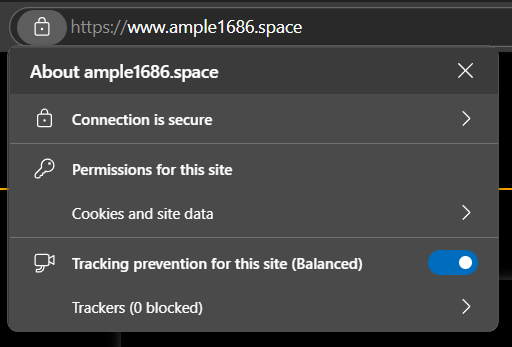 https://www.ample1686.space
About ample1686.space
Connection is secure
Permissions for this site
Cookies and site data
Tracking prevention for this site (Balanced)
Trackers (0 blocked)